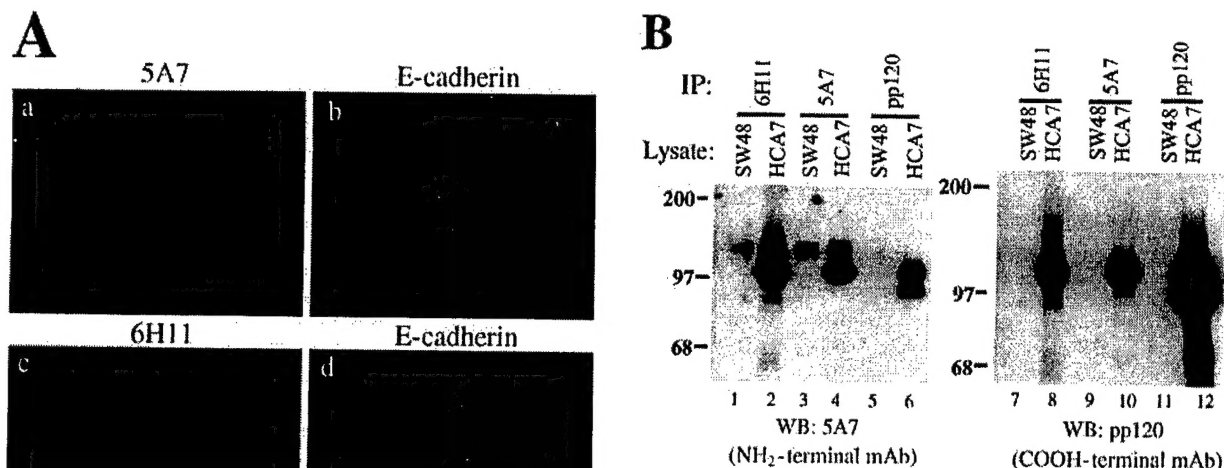 A
5A7
E-cadherin
a
b
6H11
E-cadherin
c
d
B
IP:
6H11
5A7
pp120
Lysate:
SW48
HCA7
SW48
HCA7
SW48
HCA7
200
97
68
1 2 3 4 5 6
WB: 5A7
(NH₂-terminal mAb)
6H11
5A7
pp120
SW48
HCA7
SW48
HCA7
SW48
HCA7
200
97
68
7 8 9 10 11 12
WB: pp120
(COOH-terminal mAb)